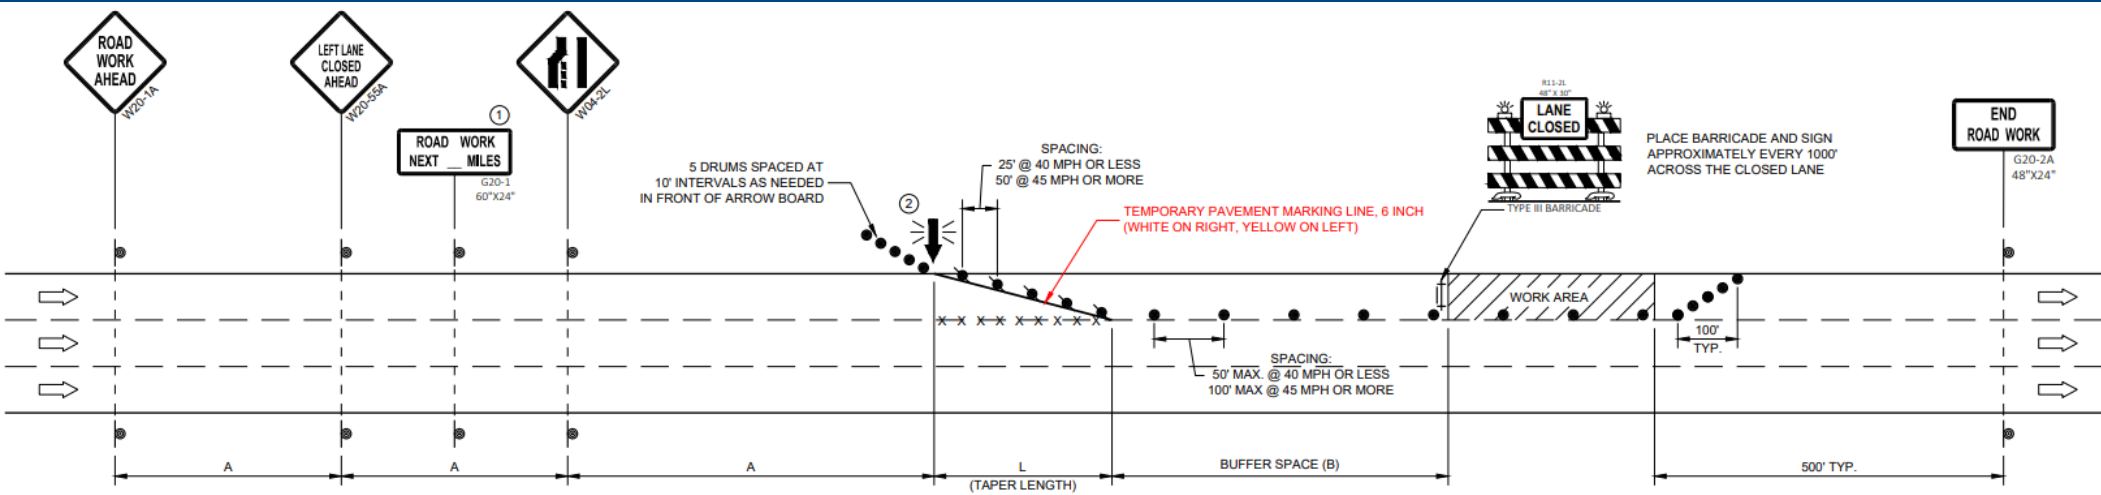 ROAD
WORK
AHEAD
W20-1A
LEFT LANE
CLOSED
AHEAD
W20-55A
1
ROAD WORK
NEXT __ MILES
G20-1
60"X24"
W04-2L
5 DRUMS SPACED AT
10' INTERVALS AS NEEDED
IN FRONT OF ARROW BOARD
2
SPACING:
25' @ 40 MPH OR LESS
50' @ 45 MPH OR MORE
TEMPORARY PAVEMENT MARKING LINE, 6 INCH
(WHITE ON RIGHT, YELLOW ON LEFT)
R11-2L
48" X 30"
LANE
CLOSED
TYPE III BARRICADE
PLACE BARRICADE AND SIGN
APPROXIMATELY EVERY 1000'
ACROSS THE CLOSED LANE
END
ROAD WORK
G20-2A
48"X24"
WORK AREA
X X X X X X X X X
100'
TYP.
SPACING:
50' MAX. @ 40 MPH OR LESS
100' MAX @ 45 MPH OR MORE
A
A
A
L
(TAPER LENGTH)
BUFFER SPACE (B)
500' TYP.